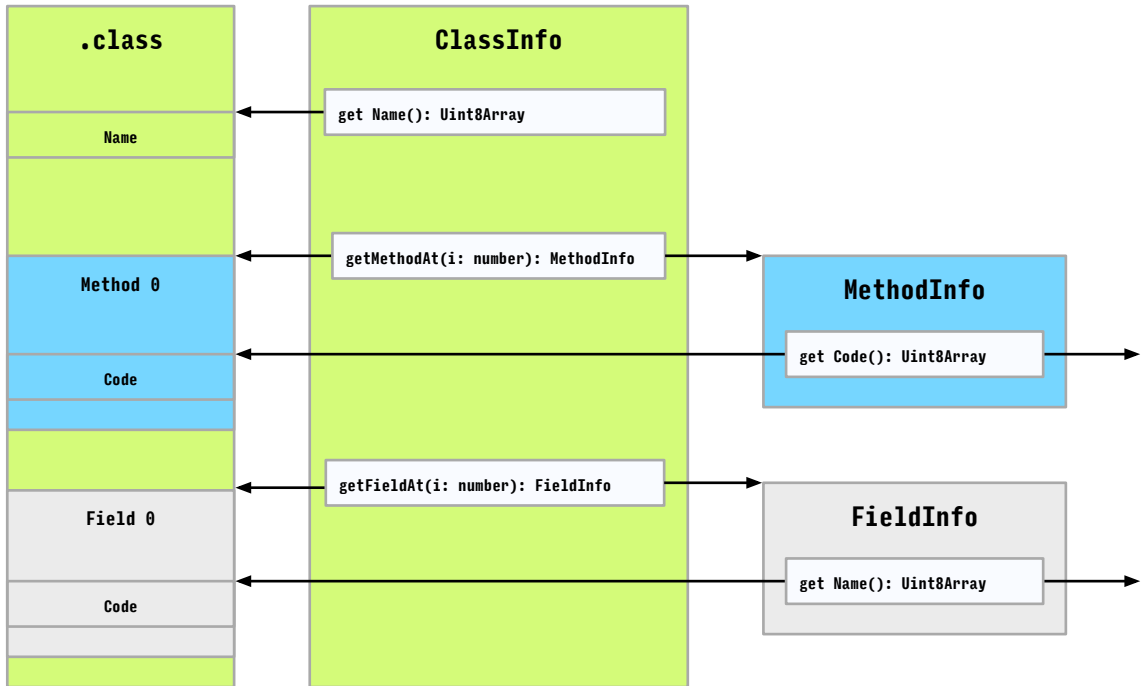 .class
ClassInfo
get Name(): Uint8Array
Name
getMethodAt(i: number): MethodInfo
Method 0
MethodInfo
get Code(): Uint8Array
Code
getFieldAt(i: number): FieldInfo
Field 0
FieldInfo
get Name(): Uint8Array
Code